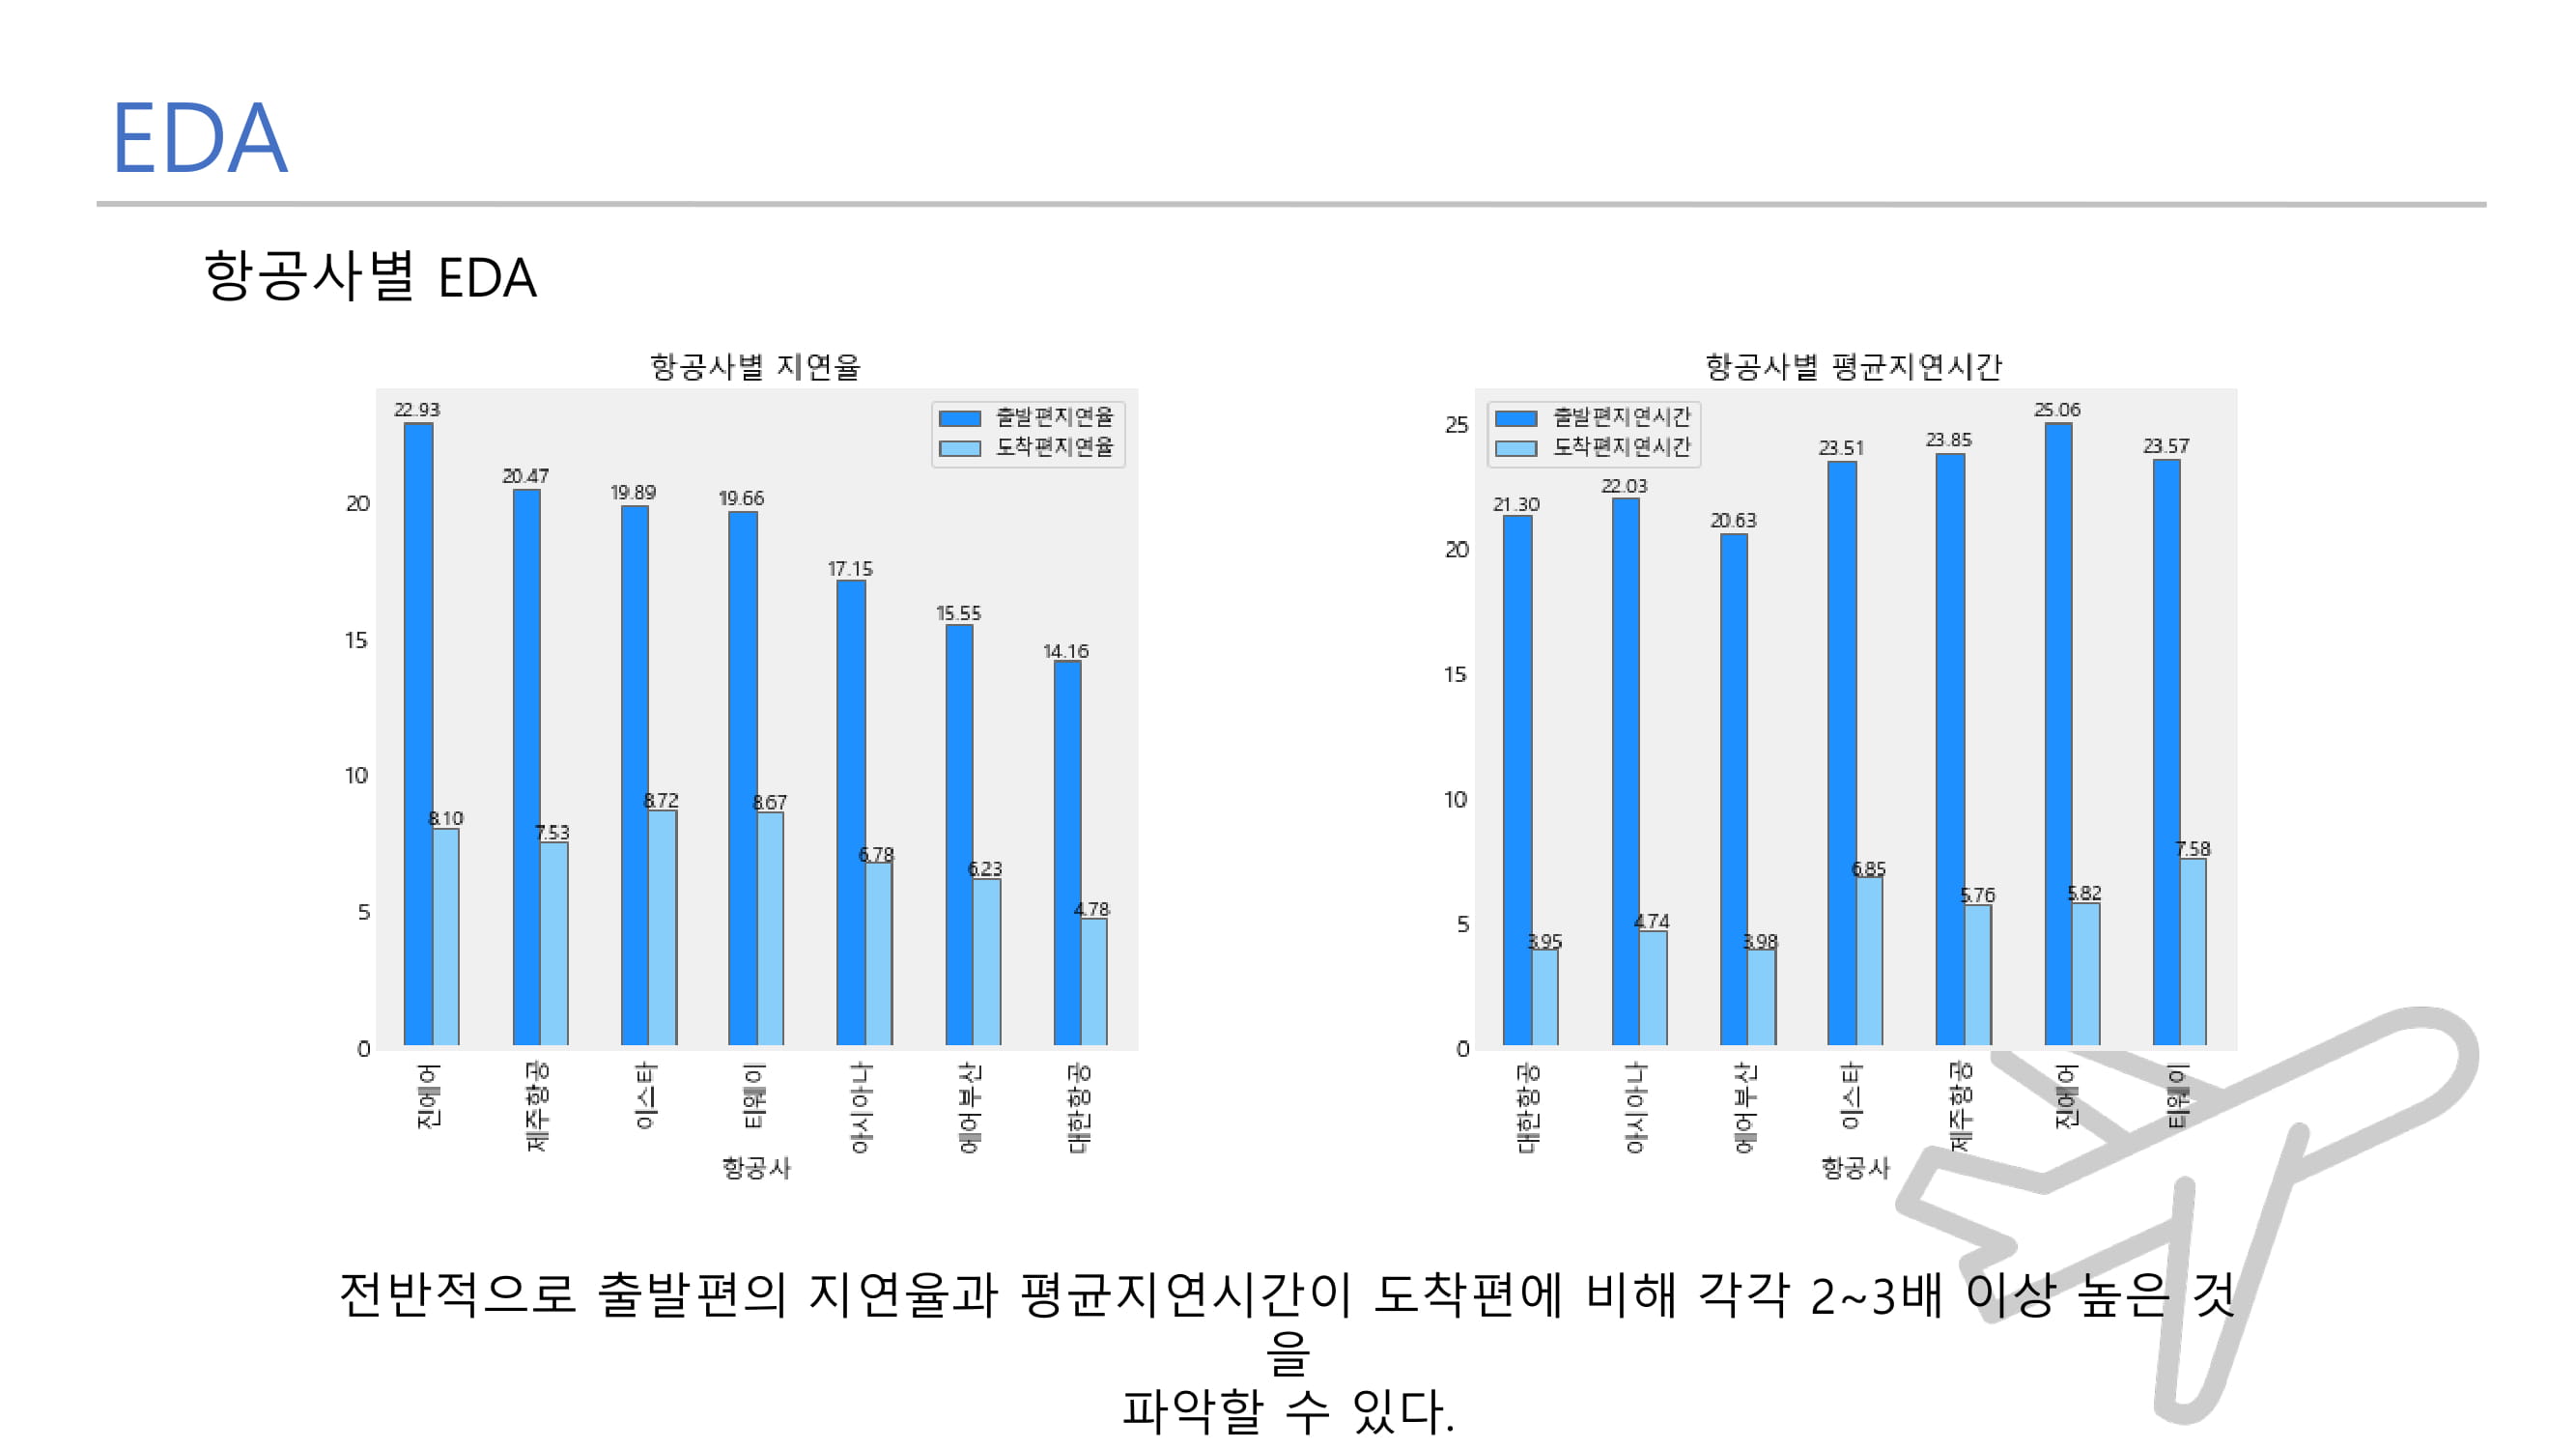 EDA
항공사별 EDA
항공사별 지연율
출발편지연율
도착편지연율
22.93
20.47
19.89
19.66
17.15
15.55
14.16
8.10
7.53
8.72
8.67
6.78
6.23
4.78
20
15
10
5
0
진에어
제주항공
이스타
티웨이
아시아나
에어부산
대한항공
항공사
항공사별 평균지연시간
출발편지연시간
도착편지연시간
21.30
22.03
20.63
23.51
23.85
25.06
23.57
3.95
4.74
3.98
6.85
5.76
5.82
7.58
25
20
15
10
5
0
대한항공
아시아나
에어부산
이스타
제주항공
진에어
티웨이
항공사
전반적으로 출발편의 지연율과 평균지연시간이 도착편에 비해 각각 2~3배 이상 높은 것
을
파악할 수 있다.